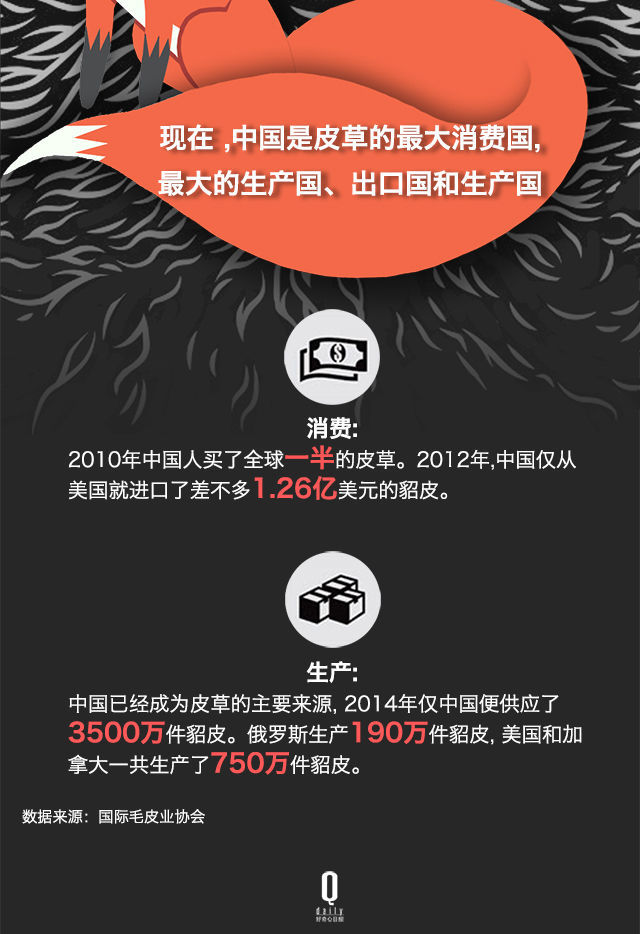 现在 ,中国是皮草的最大消费国,
最大的生产国、出口国和生产国
消费:
2010年中国人买了全球一半的皮草。2012年,中国仅从
美国就进口了差不多1.26亿美元的貂皮。
生产:
中国已经成为皮草的主要来源, 2014年仅中国便供应了
3500万件貂皮。俄罗斯生产190万件貂皮, 美国和加
拿大一共生产了750万件貂皮。
数据来源：国际毛皮业协会
Q
daily
好奇心日报